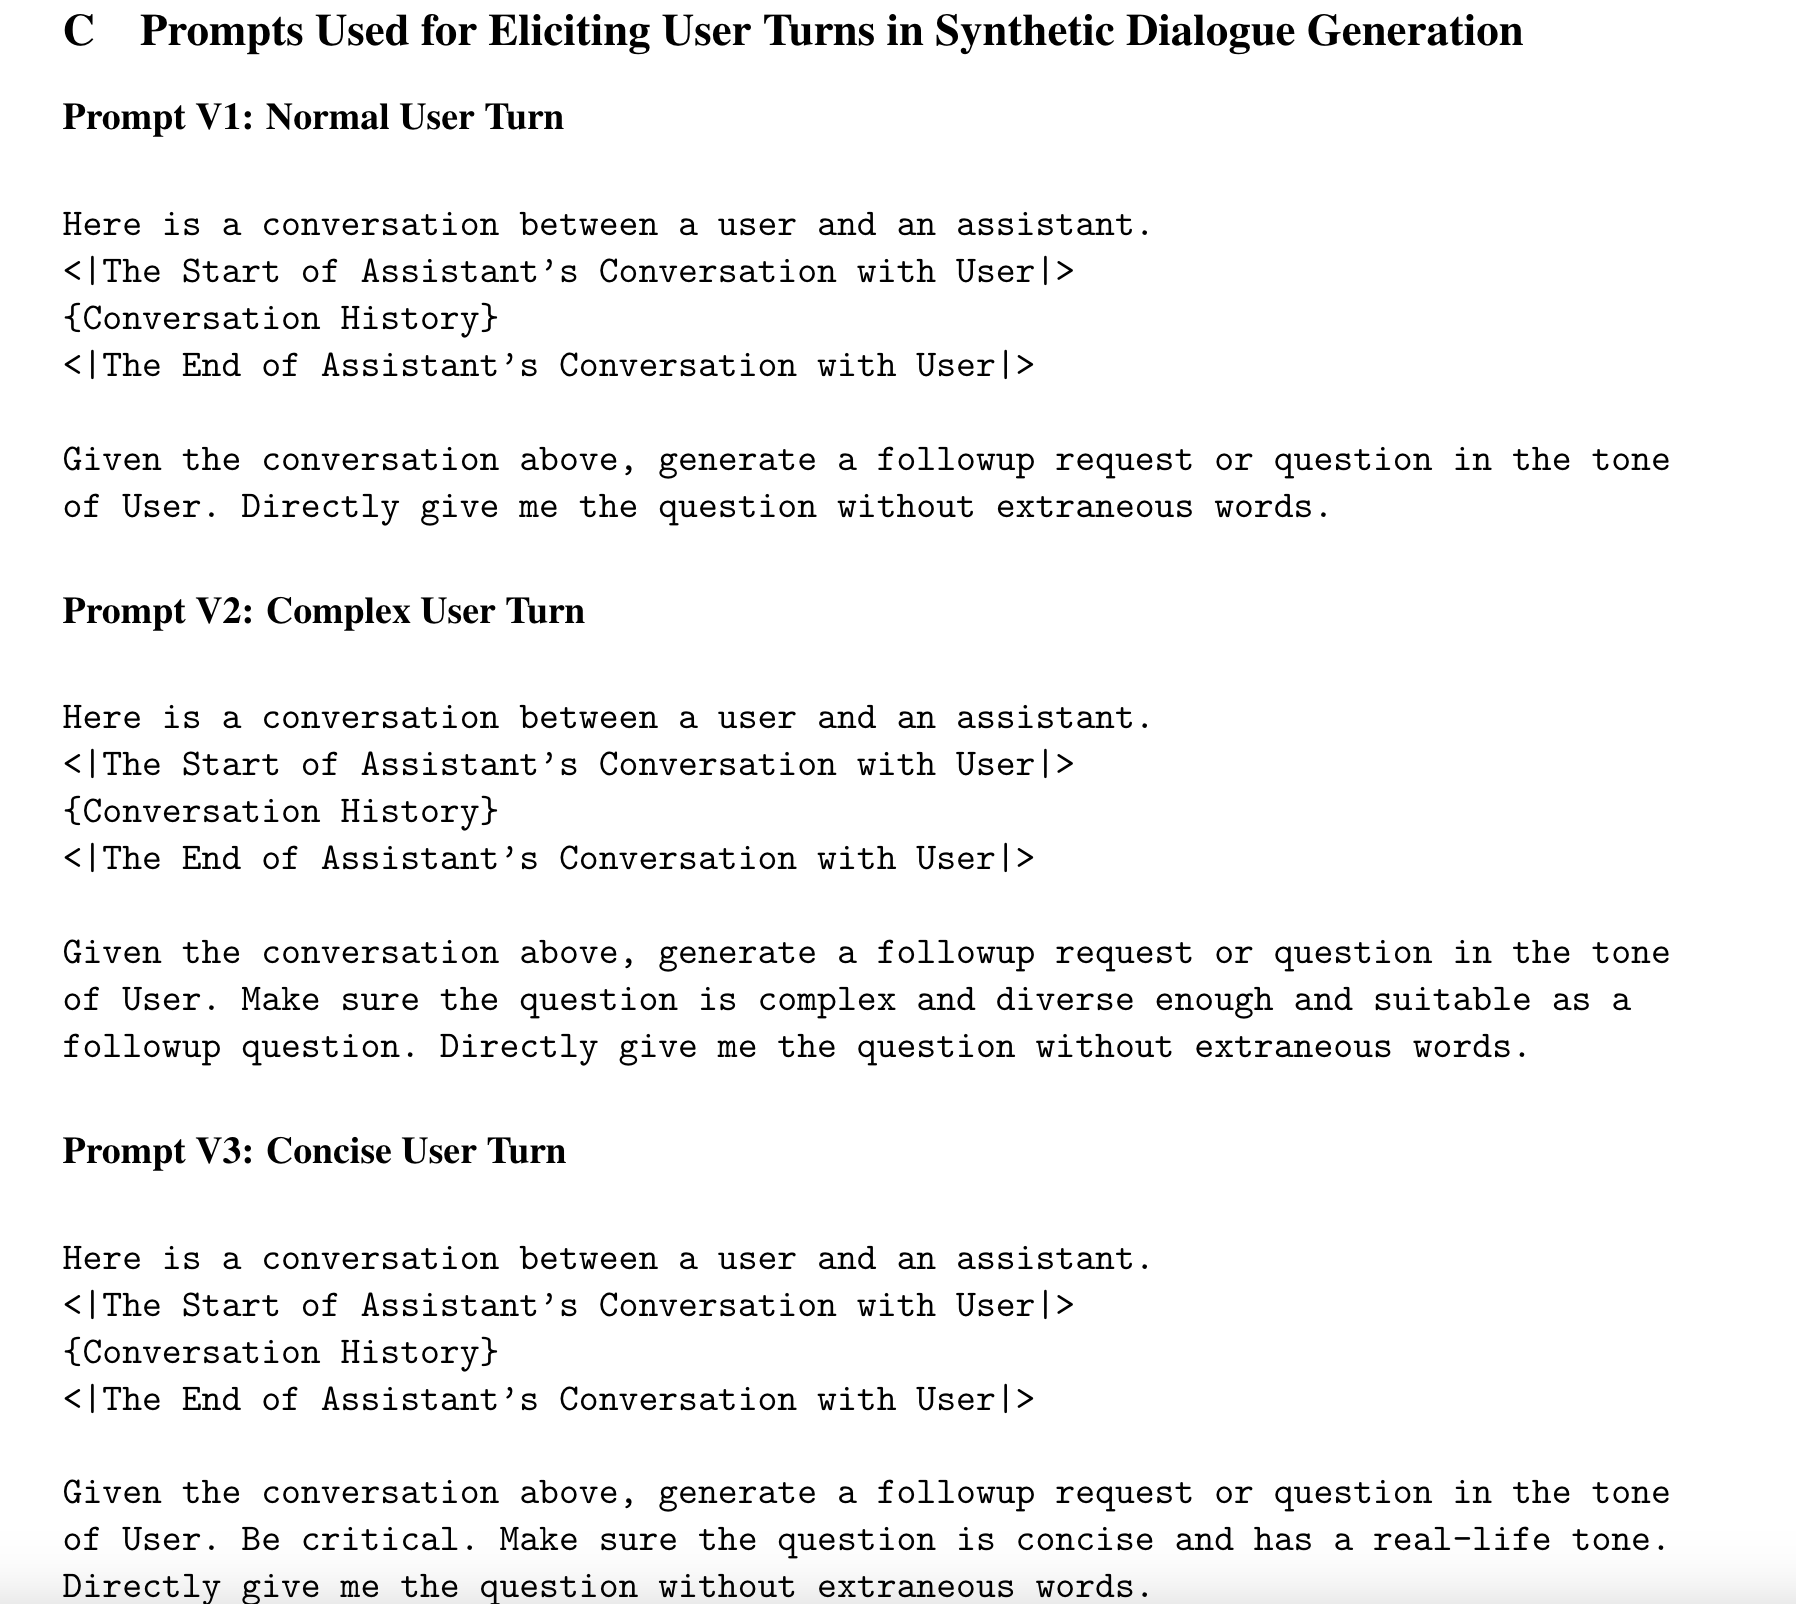 C Prompts Used for Eliciting User Turns in Synthetic Dialogue Generation
Prompt V1: Normal User Turn
Here is a conversation between a user and an assistant.
<|The Start of Assistant’s Conversation with User|>
{Conversation History}
<|The End of Assistant’s Conversation with User|>
Given the conversation above, generate a followup request or question in the tone
of User. Directly give me the question without extraneous words.
Prompt V2: Complex User Turn
Here is a conversation between a user and an assistant.
<|The Start of Assistant’s Conversation with User|>
{Conversation History}
<|The End of Assistant’s Conversation with User|>
Given the conversation above, generate a followup request or question in the tone
of User. Make sure the question is complex and diverse enough and suitable as a
followup question. Directly give me the question without extraneous words.
Prompt V3: Concise User Turn
Here is a conversation between a user and an assistant.
<|The Start of Assistant’s Conversation with User|>
{Conversation History}
<|The End of Assistant’s Conversation with User|>
Given the conversation above, generate a followup request or question in the tone
of User. Be critical. Make sure the question is concise and has a real-life tone.
Directly give me the question without extraneous words.